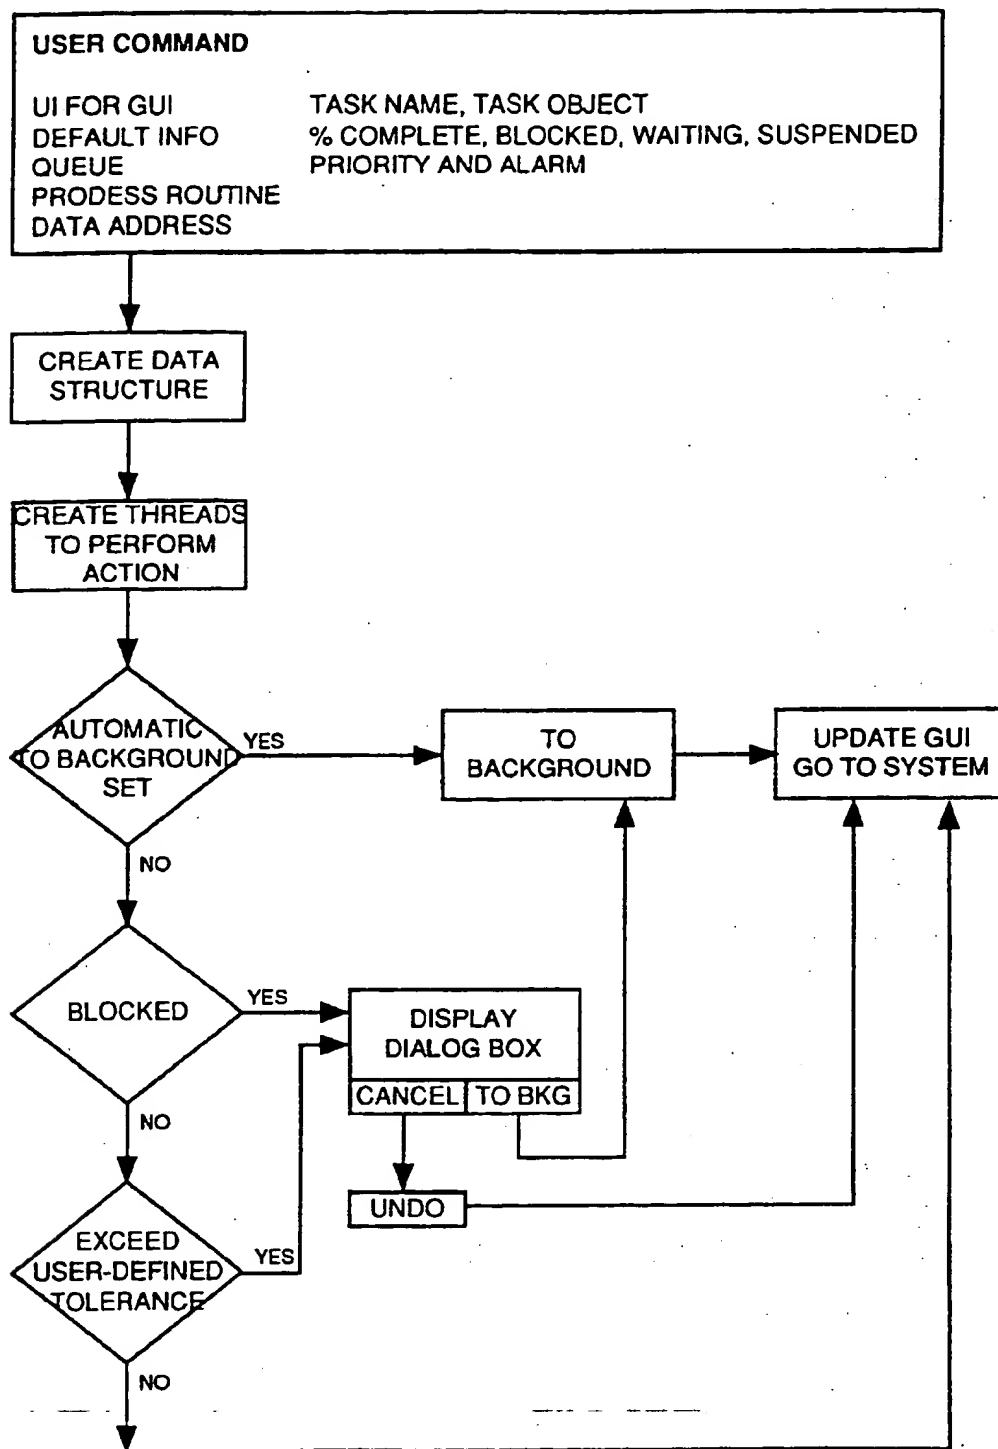 USER COMMAND
UI FOR GUI TASK NAME, TASK OBJECT
DEFAULT INFO % COMPLETE, BLOCKED, WAITING, SUSPENDED
QUEUE PRIORITY AND ALARM
PRODESS ROUTINE
DATA ADDRESS
CREATE DATA
STRUCTURE
CREATE THREADS
TO PERFORM
ACTION
AUTOMATIC
TO BACKGROUND
SET
YES
TO
BACKGROUND
UPDATE GUI
GO TO SYSTEM
NO
BLOCKED
YES
DISPLAY
DIALOG BOX
CANCEL TO BKG
NO
UNDO
EXCEED
USER-DEFINED
TOLERANCE
YES
NO